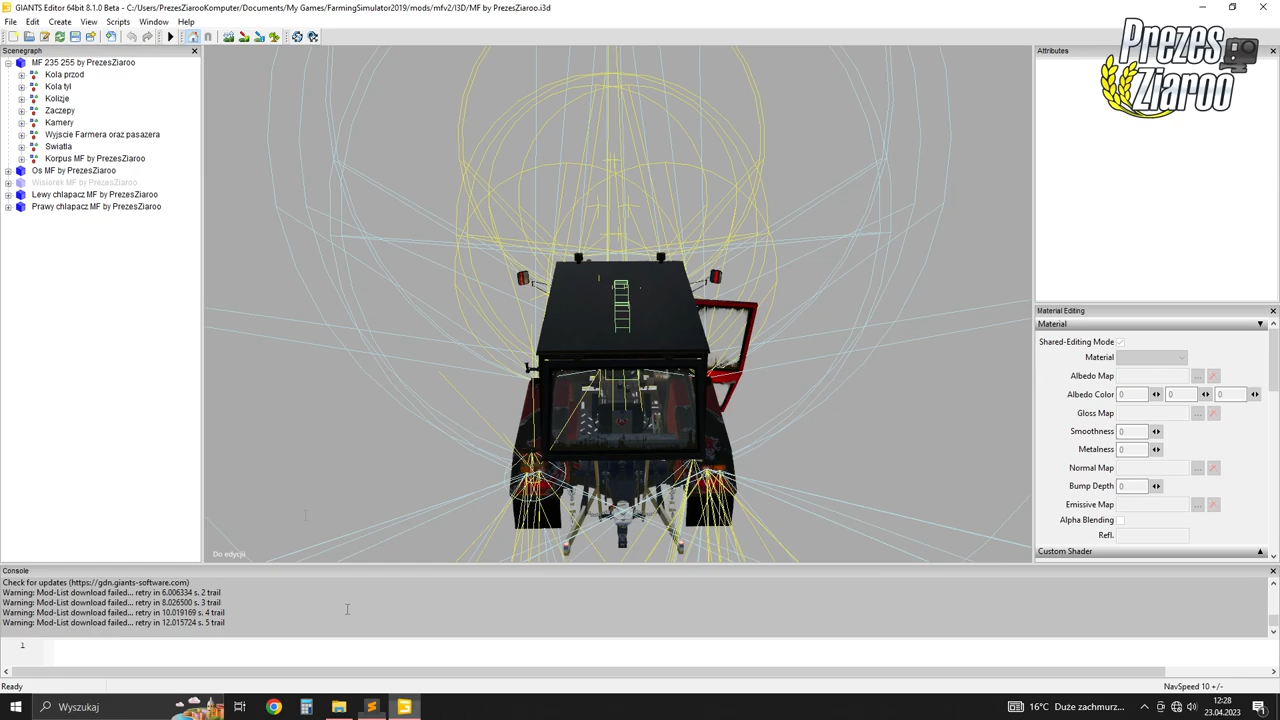 GIANTS Editor 64bit 8.1.0 Beta - C:/Users/PrezesZiarooKomputer/Documents/My Games/FarmingSimulator2019/mods/mfv2/I3D/MF by PrezesZiaroo.i3d
File Edit Create View Scripts Window Help
Scenegraph
MF 235 255 by PrezesZiaroo
Kola przod
Kola tyl
Kolizje
Zaczepy
Kamery
Wyjscie Farmera oraz pasazera
Swiatla
Korpus MF by PrezesZiaroo
Os MF by PrezesZiaroo
Wisiorek MF by PrezesZiaroo
Lewy chlapacz MF by PrezesZiaroo
Prawy chlapacz MF by PrezesZiaroo
Do edycji
Attributes
Prezes
Ziaroo
Material Editing
Material
Shared-Editing Mode
Material
Albedo Map ...
Albedo Color 0 0 0
Gloss Map ...
Smoothness 0
Metalness 0
Normal Map ...
Bump Depth 0
Emissive Map ...
Alpha Blending
Refl.
Custom Shader
Console
Check for updates (https://gdn.giants-software.com)
Warning: Mod-List download failed... retry in 6.006334 s. 2 trail
Warning: Mod-List download failed... retry in 8.026500 s. 3 trail
Warning: Mod-List download failed... retry in 10.019169 s. 4 trail
Warning: Mod-List download failed... retry in 12.015724 s. 5 trail
1
Ready
NavSpeed 10 +/-
Wyszukaj
16°C Duże zachmurz...
12:28
23.04.2023